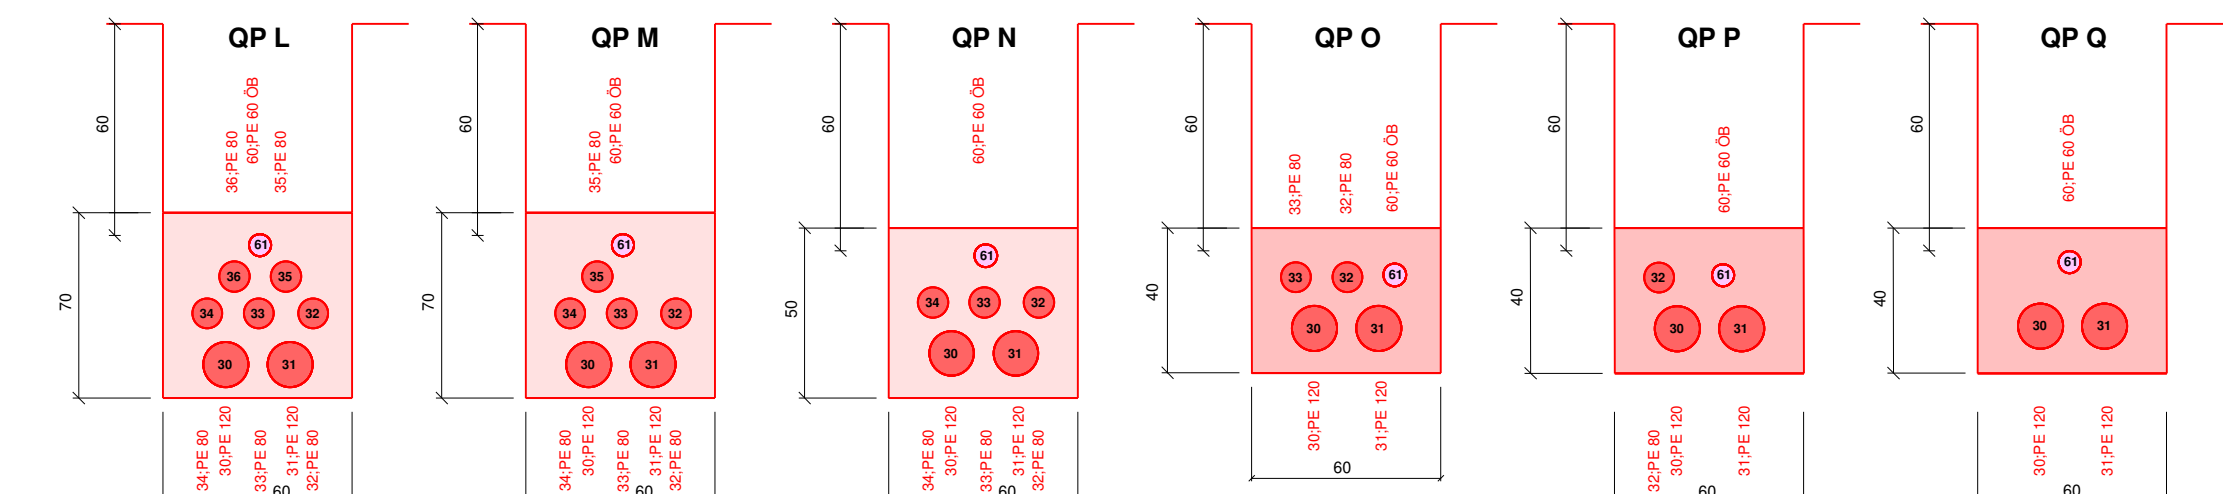 QP L
60
36;PE 80
60;PE 60 ÖB
35;PE 80
70
61
36
35
34
33
32
30
31
34;PE 80
30;PE 120
33;PE 80
31;PE 120
32;PE 80
60
QP M
60
35;PE 80
60;PE 60 ÖB
70
61
35
34
33
32
30
31
34;PE 80
30;PE 120
33;PE 80
31;PE 120
32;PE 80
60
QP N
60
60;PE 60 ÖB
50
61
34
33
32
30
31
34;PE 80
30;PE 120
33;PE 80
31;PE 120
32;PE 80
60
QP O
60
33;PE 80
32;PE 80
60;PE 60 ÖB
40
33
32
61
30
31
30;PE 120
31;PE 120
60
QP P
60
60;PE 60 ÖB
40
32
61
30
31
32;PE 80
30;PE 120
31;PE 120
60
QP Q
60
60;PE 60 ÖB
40
61
30
31
30;PE 120
31;PE 120
60